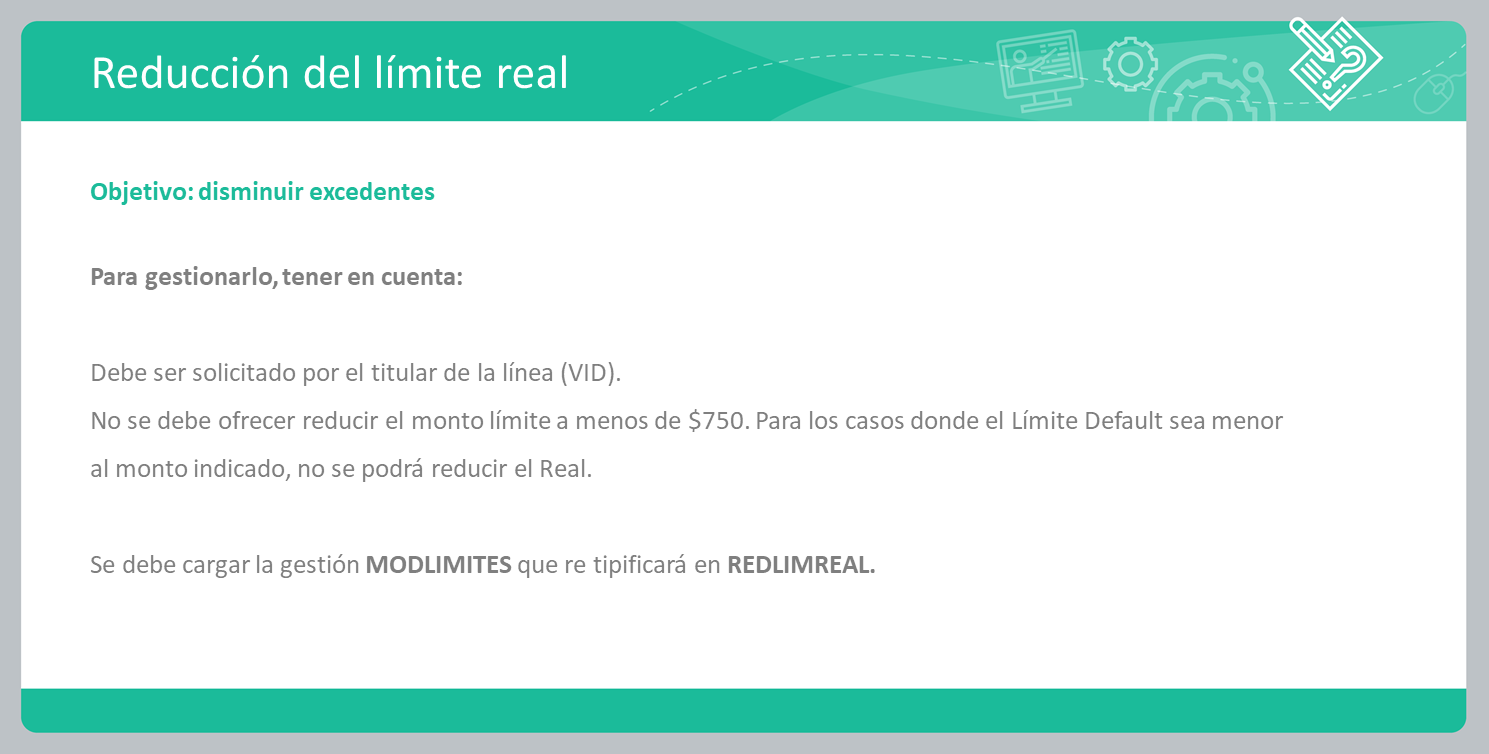 Reducción del límite real
Objetivo: disminuir excedentes
Para gestionarlo, tener en cuenta:
Debe ser solicitado por el titular de la línea (VID).
No se debe ofrecer reducir el monto límite a menos de $750. Para los casos donde el Límite Default sea menor
al monto indicado, no se podrá reducir el Real.
Se debe cargar la gestión MODLIMITES que re tipificará en REDLIMREAL.